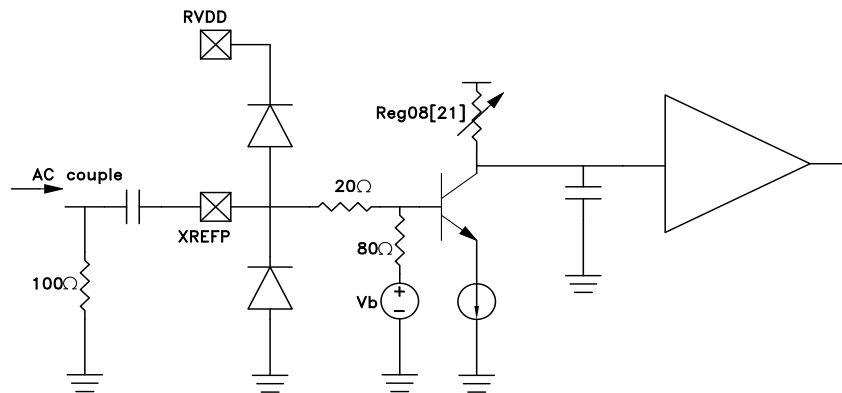 RVDD
Reg08[21]
AC couple
20Ω
XREFP
80Ω
100Ω
Vb
+
−